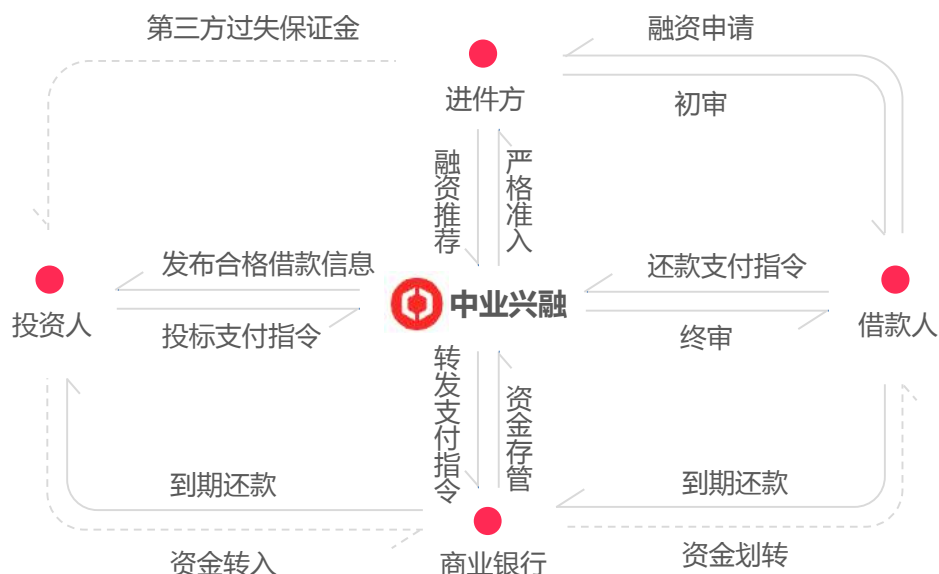 第三方过失保证金
融资申请
进件方
初审
融资推荐
严格准入
发布合格借款信息
还款支付指令
中业兴融
投资人
投标支付指令
终审
借款人
转发支付指令
资金存管
到期还款
到期还款
资金转入
商业银行
资金划转